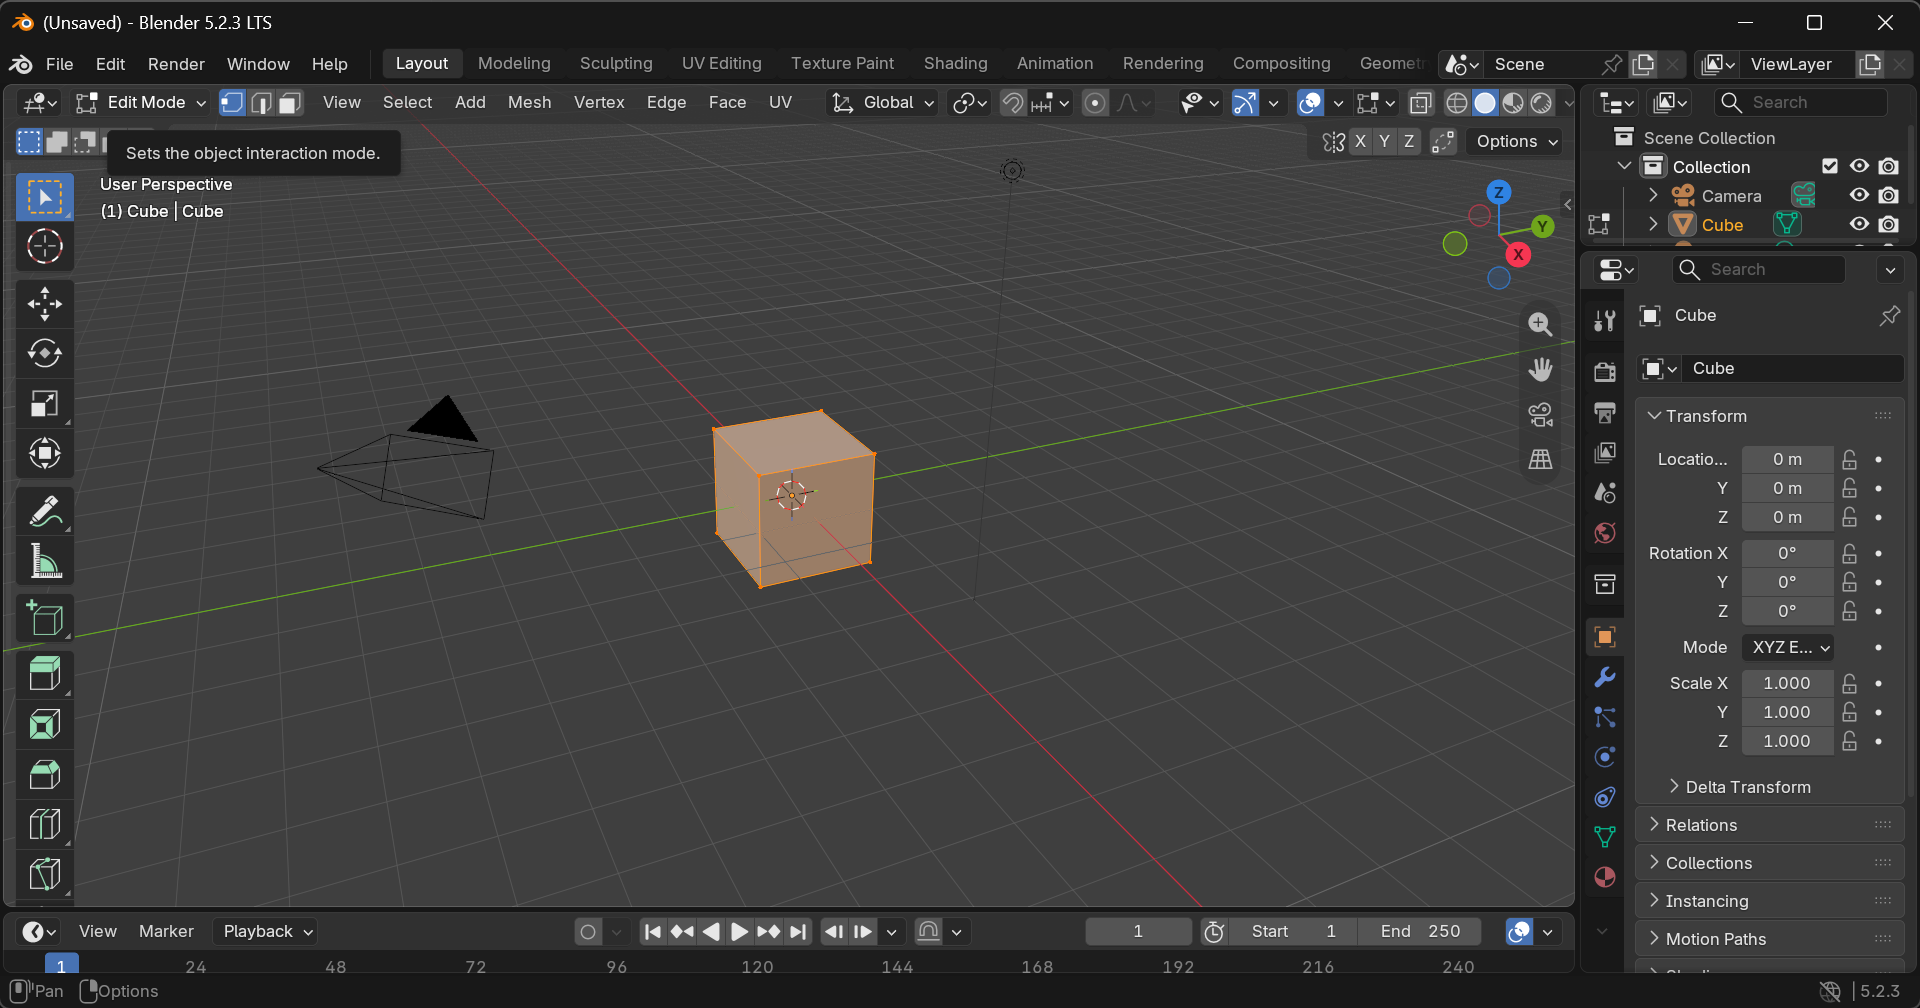 (Unsaved) - Blender 5.2.3 LTS
File Edit Render Window Help Layout Modeling Sculpting UV Editing Texture Paint Shading Animation Rendering Compositing Geomet Scene ViewLayer
Edit Mode View Select Add Mesh Vertex Edge Face UV Global Search
Sets the object interaction mode.
X Y Z Options
User Perspective
(1) Cube | Cube
Z
Y
X
Scene Collection
Collection
Camera
Cube
Search
Cube
Cube
Transform
Locatio... 0 m
Y 0 m
Z 0 m
Rotation X 0°
Y 0°
Z 0°
Mode XYZ E...
Scale X 1.000
Y 1.000
Z 1.000
Delta Transform
Relations
Collections
Instancing
Motion Paths
View Marker Playback 1 Start 1 End 250
1 24 48 72 96 120 144 168 192 216 240
Pan Options 5.2.3